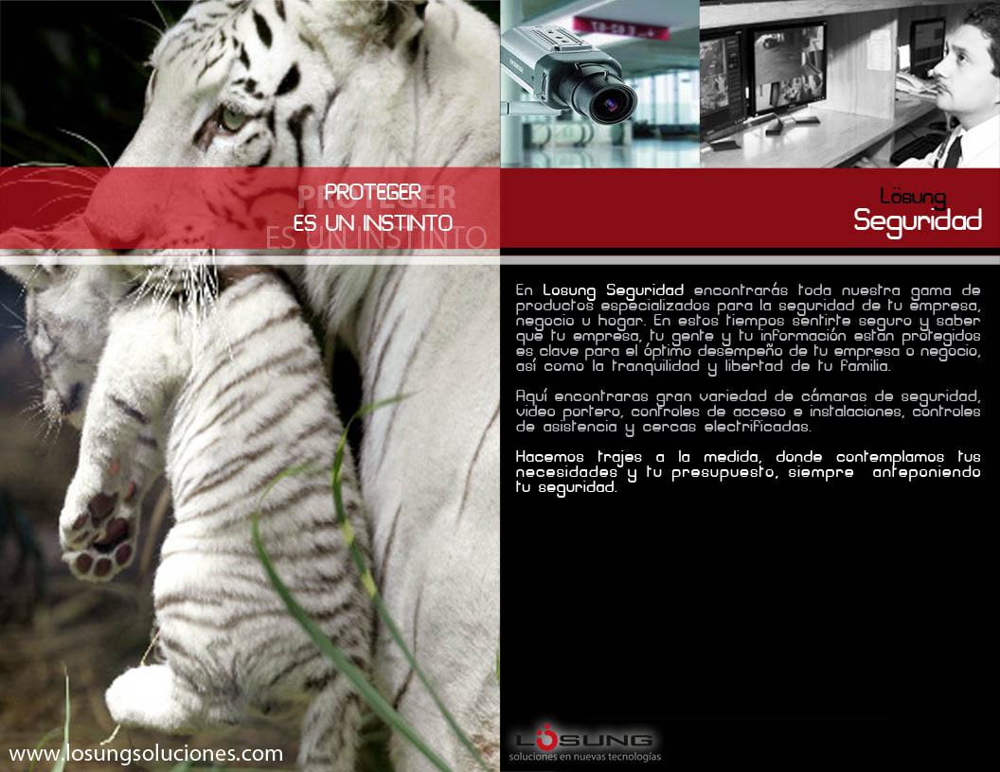 PROTEGER
ES UN INSTINTO
PROTEGER
ES UN INSTINTO
Lösung
Seguridad
En Losung Seguridad encontrarás toda nuestra gama de
productos especializados para la seguridad de tu empresa,
negocio u hogar. En estos tiempos sentirte seguro y saber
que tu empresa, tu gente y tu información están protegidos
es clave para el óptimo desempeño de tu empresa o negocio,
así como la tranquilidad y libertad de tu familia.
Aquí encontraras gran variedad de cámaras de seguridad,
video portero, controles de acceso e instalaciones, controles
de asistencia y cercas electrificadas.
Hacemos trajes a la medida, donde contemplamos tus
necesidades y tu presupuesto, siempre anteponiendo
tu seguridad.
www.losungsoluciones.com
LÖSUNG
soluciones en nuevas tecnologías